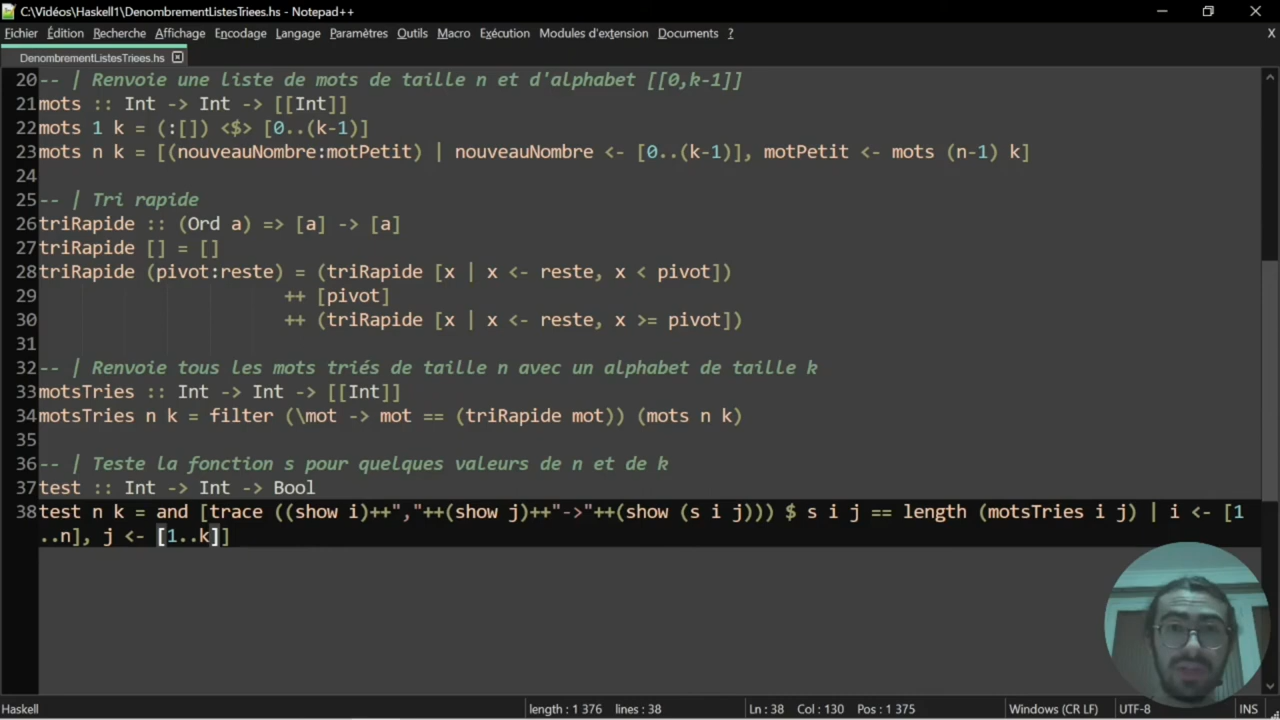 C:\Vidéos\Haskell1\DenombrementListesTriees.hs - Notepad++
Fichier Édition Recherche Affichage Encodage Langage Paramètres Outils Macro Exécution Modules d'extension Documents ? X
DenombrementListesTriees.hs
20 -- | Renvoie une liste de mots de taille n et d'alphabet [[0,k-1]]
21 mots :: Int -> Int -> [[Int]]
22 mots 1 k = (:[]) <$> [0..(k-1)]
23 mots n k = [(nouveauNombre:motPetit) | nouveauNombre <- [0..(k-1)], motPetit <- mots (n-1) k]
24
25 -- | Tri rapide
26 triRapide :: (Ord a) => [a] -> [a]
27 triRapide [] = []
28 triRapide (pivot:reste) = (triRapide [x | x <- reste, x < pivot])
29 ++ [pivot]
30 ++ (triRapide [x | x <- reste, x >= pivot])
31
32 -- | Renvoie tous les mots triés de taille n avec un alphabet de taille k
33 motsTries :: Int -> Int -> [[Int]]
34 motsTries n k = filter (\mot -> mot == (triRapide mot)) (mots n k)
35
36 -- | Teste la fonction s pour quelques valeurs de n et de k
37 test :: Int -> Int -> Bool
38 test n k = and [trace ((show i)++","++(show j)++"->"++(show (s i j))) $ s i j == length (motsTries i j) | i <- [1
..n], j <- [1..k]]
Haskell length : 1 376 lines : 38 Ln : 38 Col : 130 Pos : 1 375 Windows (CR LF) UTF-8 INS